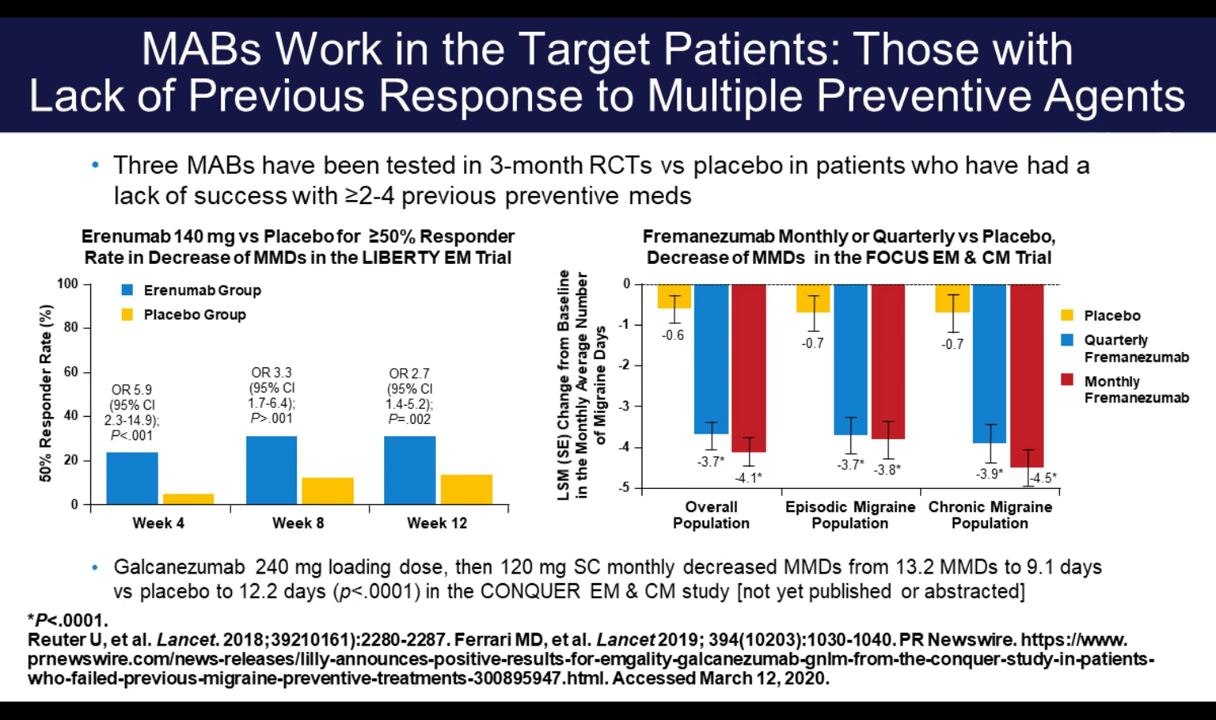 MABs Work in the Target Patients: Those with
Lack of Previous Response to Multiple Preventive Agents
• Three MABs have been tested in 3-month RCTs vs placebo in patients who have had a
lack of success with ≥2-4 previous preventive meds
Erenumab 140 mg vs Placebo for ≥50% Responder
Rate in Decrease of MMDs in the LIBERTY EM Trial
50% Responder Rate (%)
100
80
60
40
20
0
Erenumab Group
Placebo Group
OR 5.9
(95% CI
2.3-14.9);
P<.001
OR 3.3
(95% CI
1.7-6.4);
P>.001
OR 2.7
(95% CI
1.4-5.2);
P=.002
Week 4
Week 8
Week 12
Fremanezumab Monthly or Quarterly vs Placebo,
Decrease of MMDs in the FOCUS EM & CM Trial
LSM (SE) Change from Baseline
in the Monthly Average Number
of Migraine Days
0
-1
-2
-3
-4
-5
-0.6
-3.7*
-4.1*
-0.7
-3.7*
-3.8*
-0.7
-3.9*
-4.5*
Overall
Population
Episodic Migraine
Population
Chronic Migraine
Population
Placebo
Quarterly
Fremanezumab
Monthly
Fremanezumab
• Galcanezumab 240 mg loading dose, then 120 mg SC monthly decreased MMDs from 13.2 MMDs to 9.1 days
vs placebo to 12.2 days (p<.0001) in the CONQUER EM & CM study [not yet published or abstracted]
*P<.0001.
Reuter U, et al. Lancet. 2018;39210161):2280-2287. Ferrari MD, et al. Lancet 2019; 394(10203):1030-1040. PR Newswire. https://www.
prnewswire.com/news-releases/lilly-announces-positive-results-for-emgality-galcanezumab-gnlm-from-the-conquer-study-in-patients-
who-failed-previous-migraine-preventive-treatments-300895947.html. Accessed March 12, 2020.